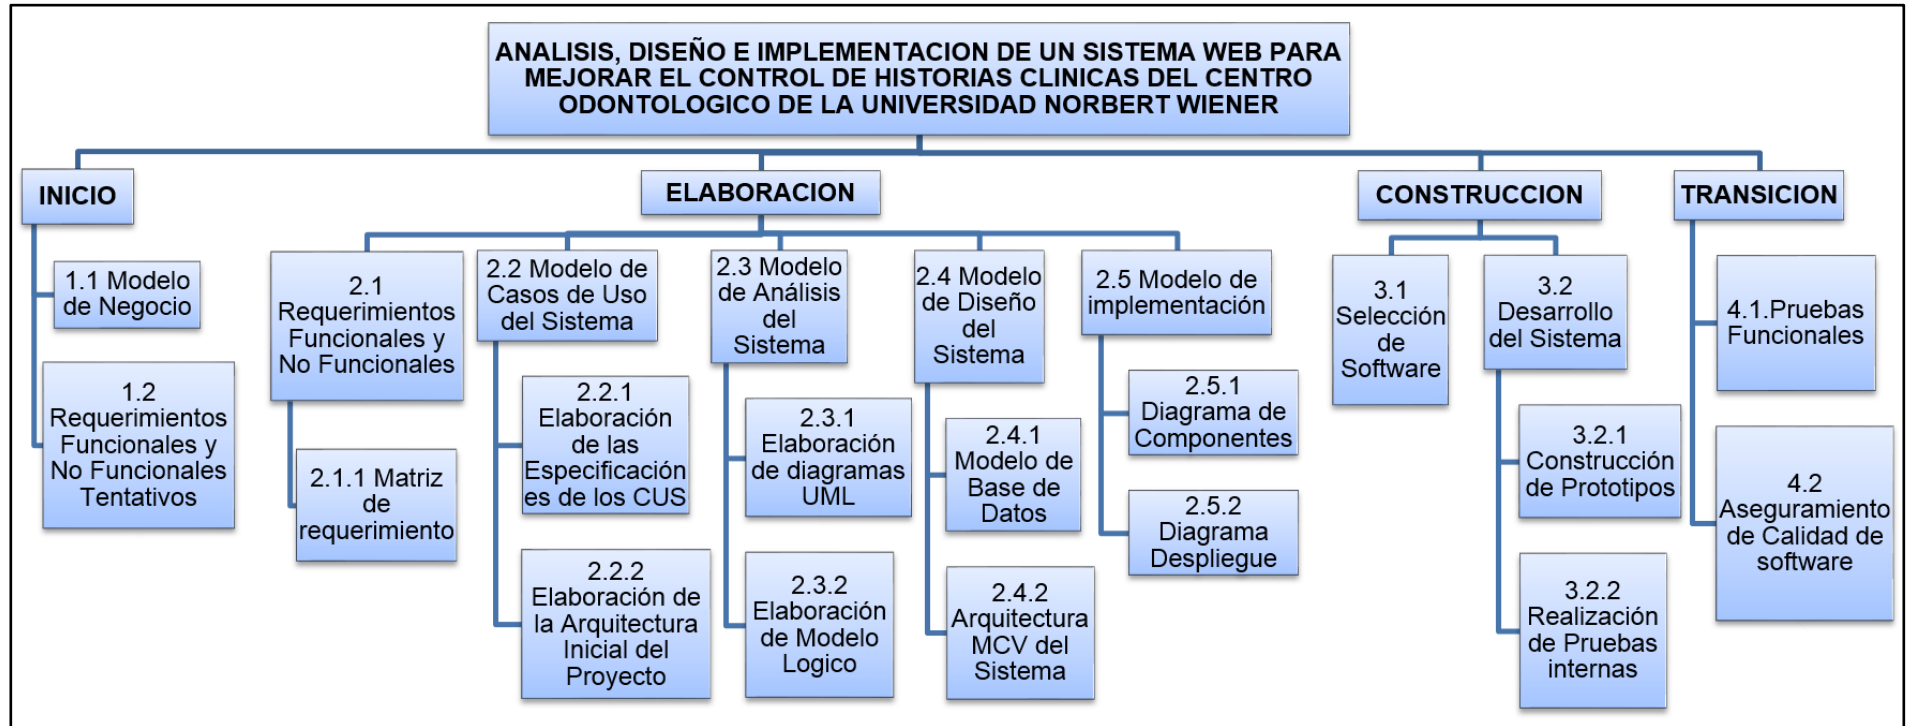 ANALISIS, DISEÑO E IMPLEMENTACION DE UN SISTEMA WEB PARA
MEJORAR EL CONTROL DE HISTORIAS CLINICAS DEL CENTRO
ODONTOLOGICO DE LA UNIVERSIDAD NORBERT WIENER
INICIO
1.1 Modelo
de Negocio
1.2
Requerimientos
Funcionales y
No Funcionales
Tentativos
ELABORACION
2.1
Requerimientos
Funcionales y
No Funcionales
2.1.1 Matriz
de
requerimiento
2.2 Modelo de
Casos de Uso
del Sistema
2.2.1
Elaboración
de las
Especificación
es de los CUS
2.2.2
Elaboración de
la Arquitectura
Inicial del
Proyecto
2.3 Modelo
de Análisis
del
Sistema
2.3.1
Elaboración
de diagramas
UML
2.3.2
Elaboración
de Modelo
Logico
2.4 Modelo
de Diseño
del
Sistema
2.4.1
Modelo de
Base de
Datos
2.4.2
Arquitectura
MCV del
Sistema
2.5 Modelo de
implementación
2.5.1
Diagrama de
Componentes
2.5.2
Diagrama
Despliegue
CONSTRUCCION
3.1
Selección
de
Software
3.2
Desarrollo
del Sistema
3.2.1
Construcción
de Prototipos
3.2.2
Realización
de Pruebas
internas
TRANSICION
4.1.Pruebas
Funcionales
4.2
Aseguramiento
de Calidad de
software